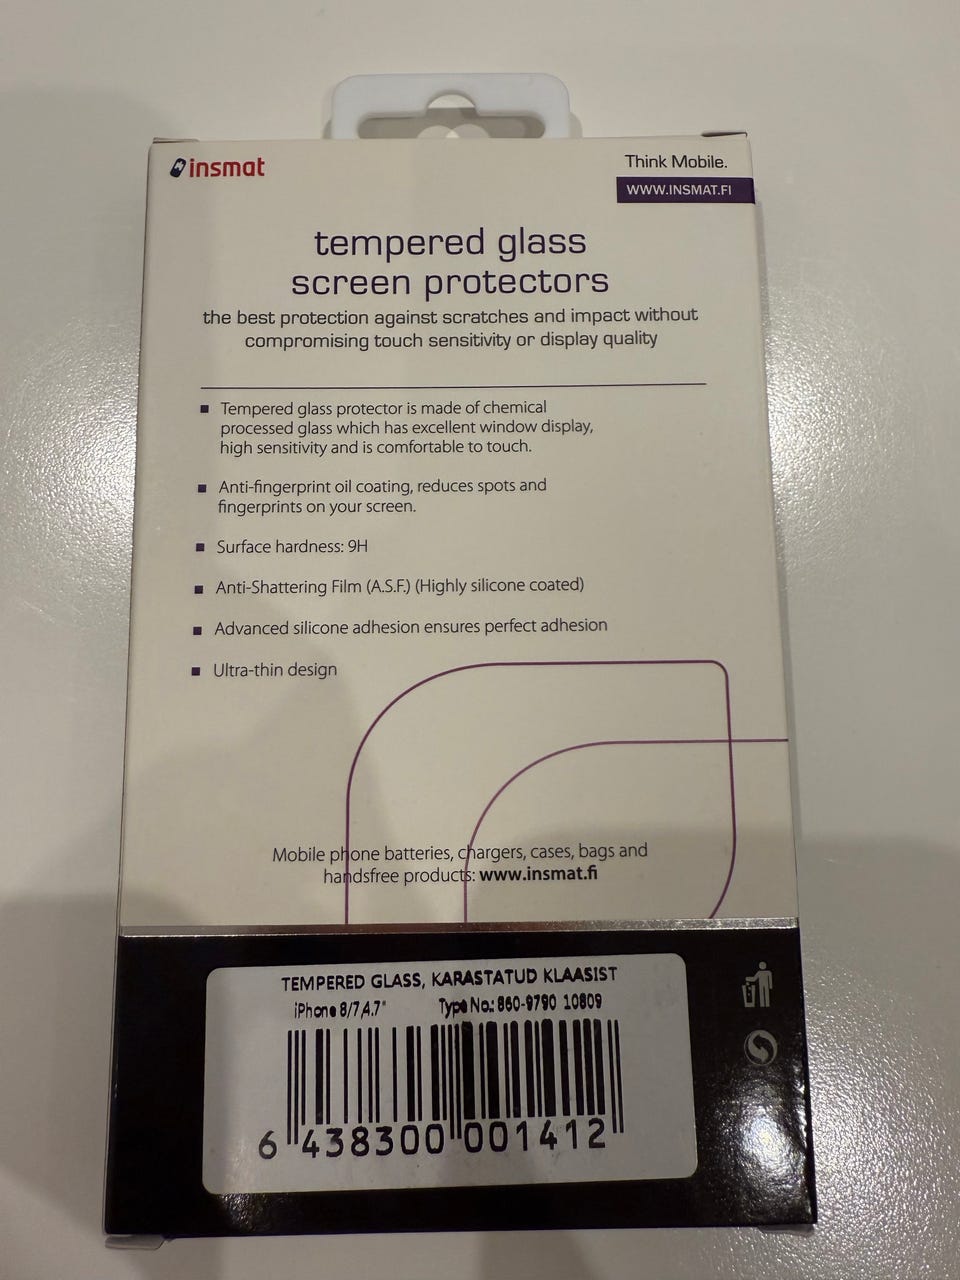 insmat
Think Mobile.
WWW.INSMAT.FI
tempered glass
screen protectors
the best protection against scratches and impact without
compromising touch sensitivity or display quality
Tempered glass protector is made of chemical
processed glass which has excellent window display,
high sensitivity and is comfortable to touch.
Anti-fingerprint oil coating, reduces spots and
fingerprints on your screen.
Surface hardness: 9H
Anti-Shattering Film (A.S.F.) (Highly silicone coated)
Advanced silicone adhesion ensures perfect adhesion
Ultra-thin design
Mobile phone batteries, chargers, cases, bags and
handsfree products: www.insmat.fi
TEMPERED GLASS, KARASTATUD KLAASIST
iPhone 8/7,4.7" Type No.: 860-9790 10809
6 438300 001412